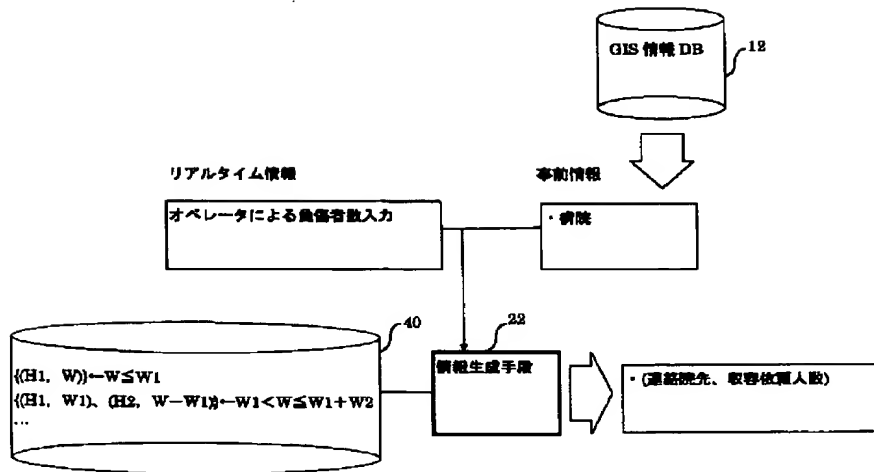 GIS 情報 DB
12
リアルタイム情報
事前情報
オペレータによる負傷者数入力
・病院
40
22
{(H1, W)}←W≦W1
{(H1, W1)、(H2, W−W1)}←W1<W≦W1+W2
…
情報生成手段
・(連絡院先、収容依頼人数)